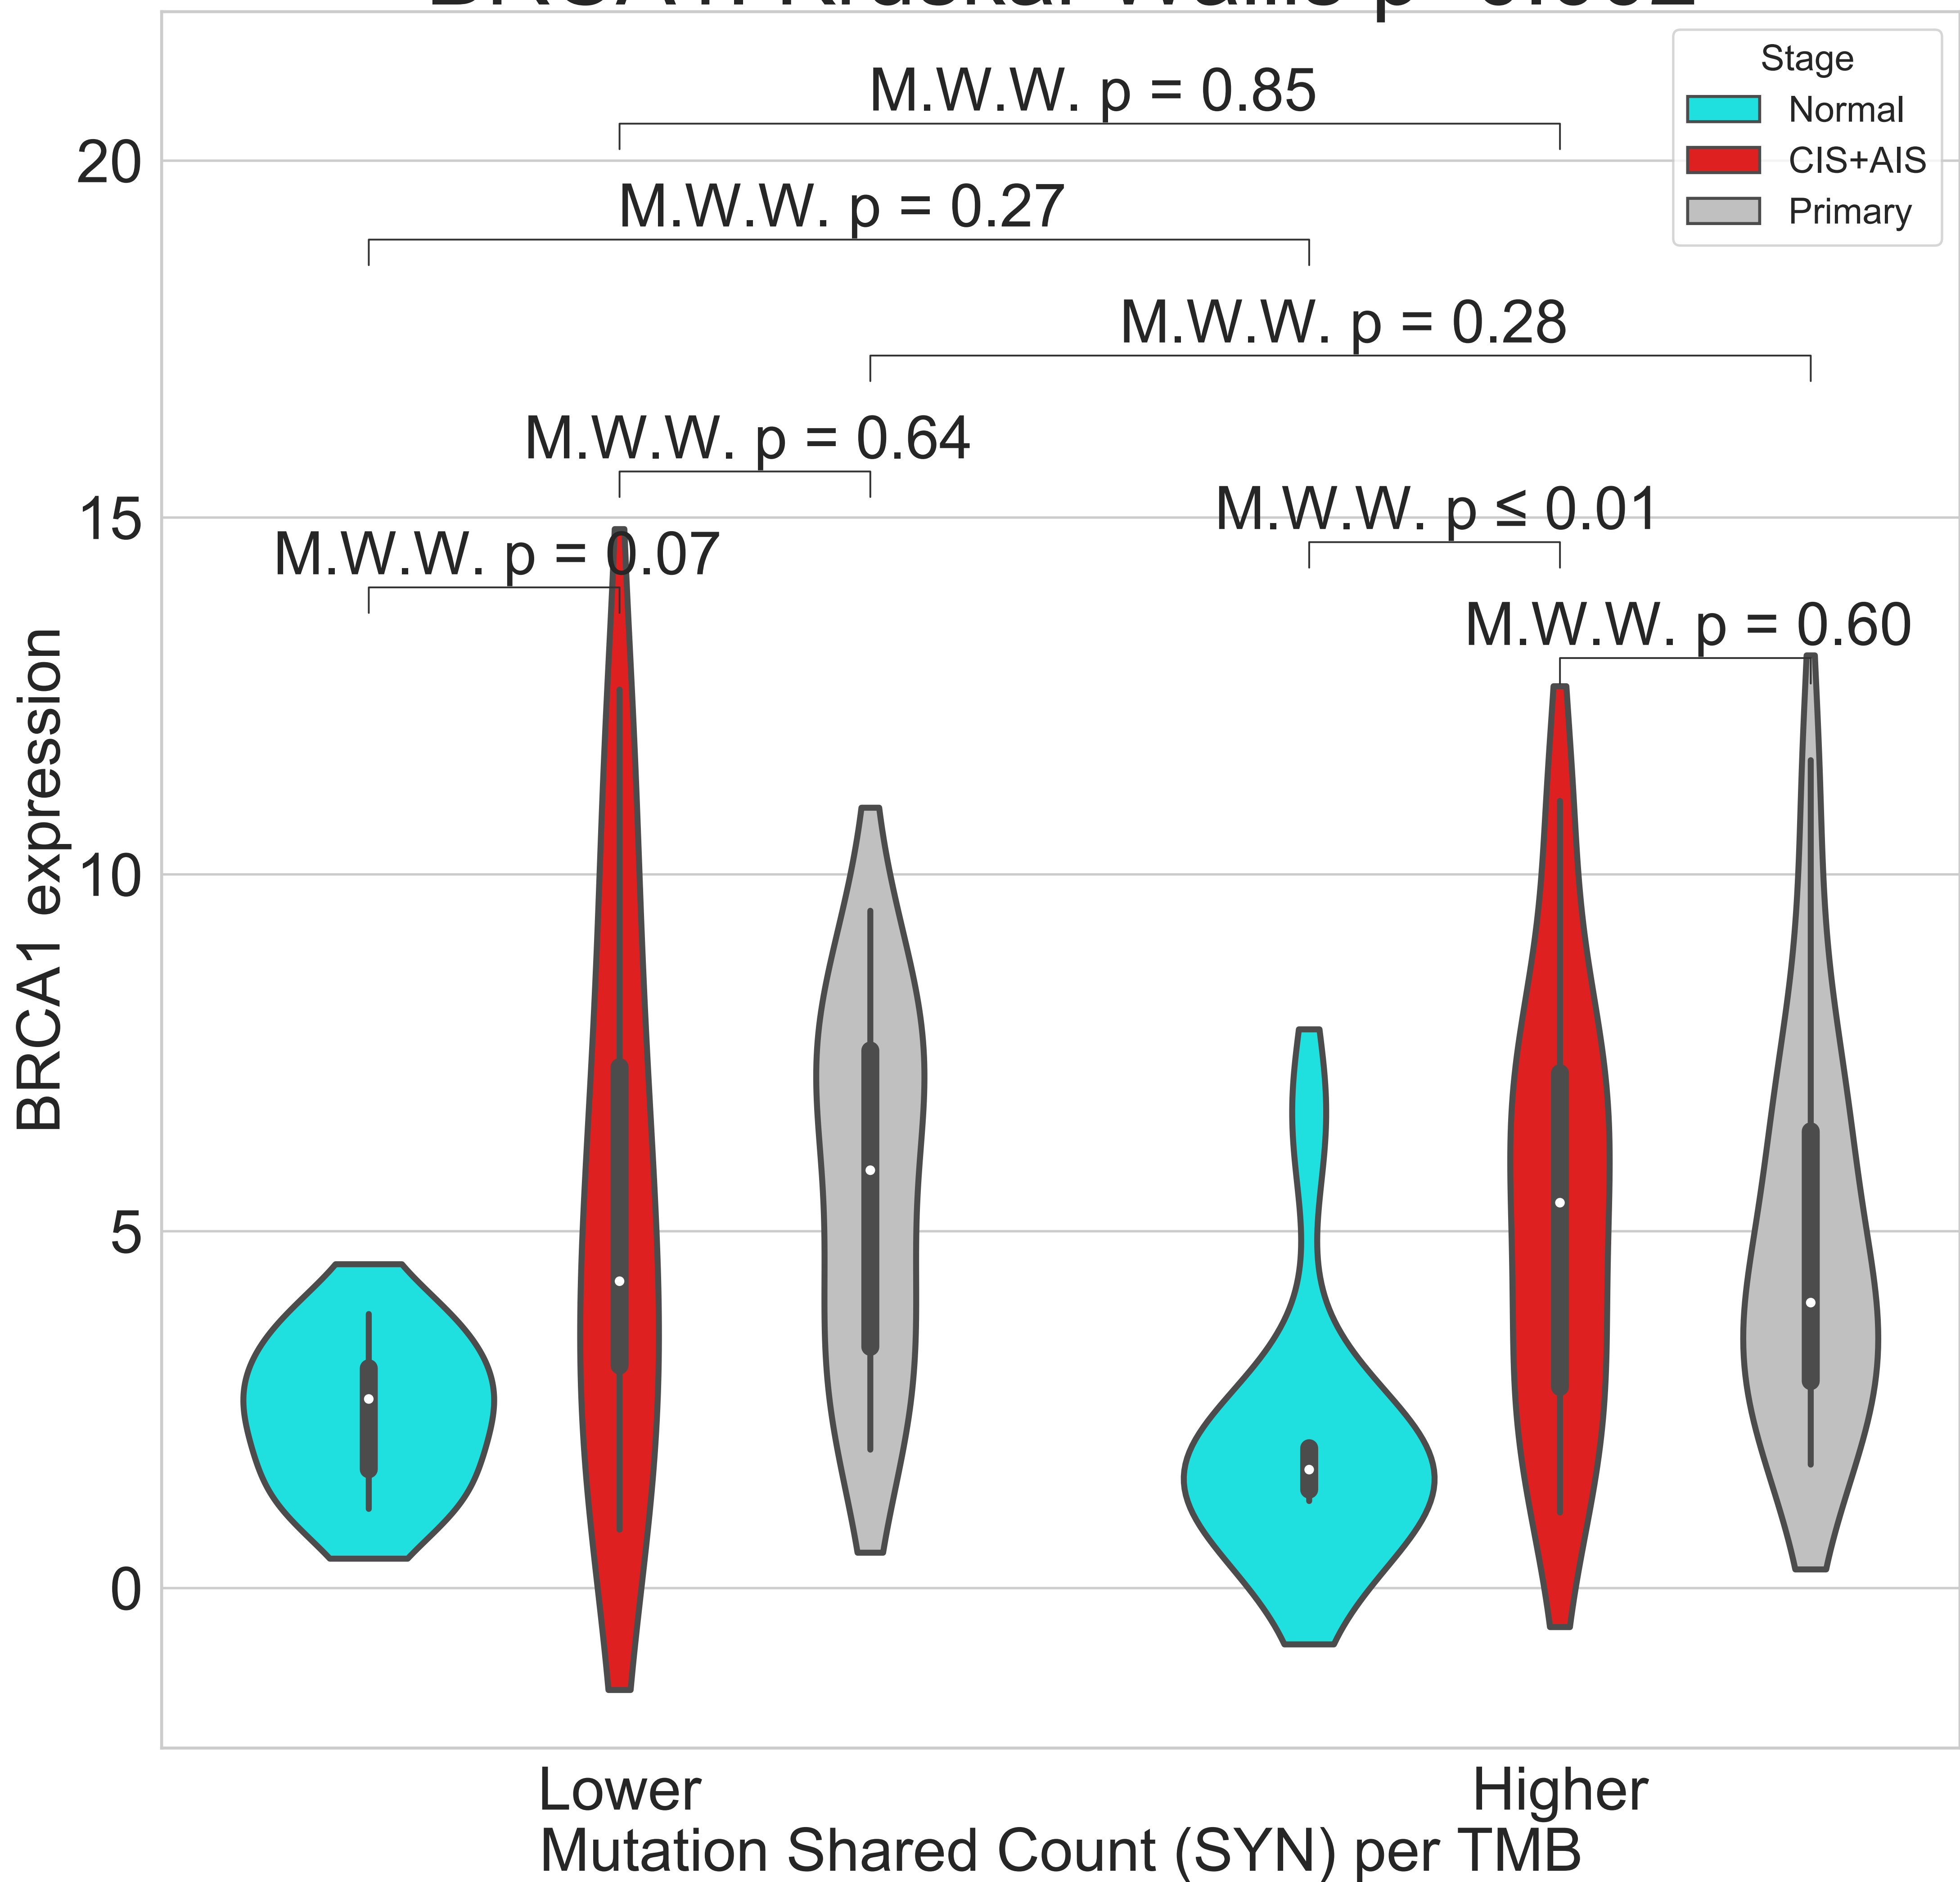 Stage
Normal
CIS+AIS
Primary
M.W.W. p = 0.85
M.W.W. p = 0.27
M.W.W. p = 0.28
M.W.W. p = 0.64
M.W.W. p ≤ 0.01
M.W.W. p = 0.07
M.W.W. p = 0.60
20
15
10
5
0
BRCA1 expression
Lower
Higher
Mutation Shared Count (SYN) per TMB